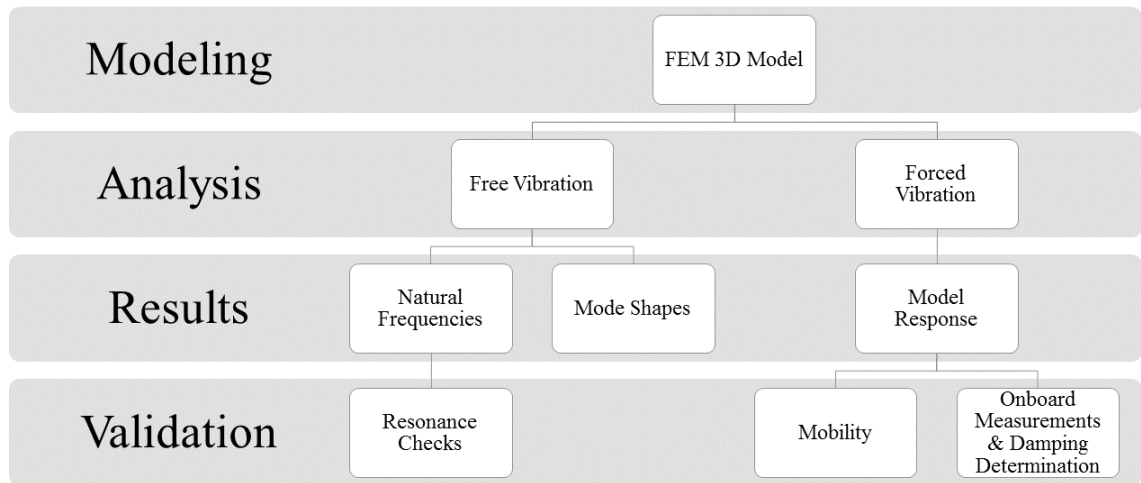 Modeling
FEM 3D Model
Analysis
Free Vibration
Forced
Vibration
Results
Natural
Frequencies
Mode Shapes
Model
Response
Validation
Resonance
Checks
Mobility
Onboard
Measurements
& Damping
Determination